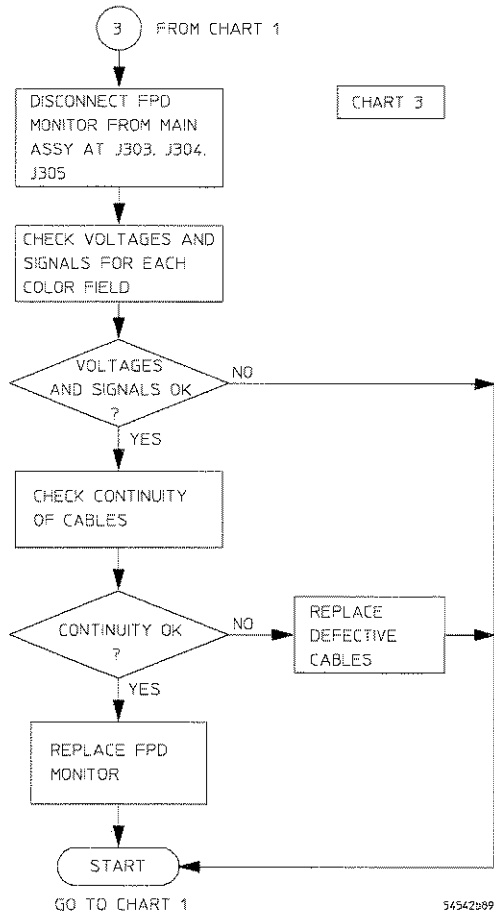 3 FROM CHART 1
CHART 3
DISCONNECT FPD
MONITOR FROM MAIN
ASSY AT J303, J304,
J305
CHECK VOLTAGES AND
SIGNALS FOR EACH
COLOR FIELD
VOLTAGES
AND SIGNALS OK
?
NO
YES
CHECK CONTINUITY
OF CABLES
CONTINUITY OK
?
NO
REPLACE
DEFECTIVE
CABLES
YES
REPLACE FPD
MONITOR
START
GO TO CHART 1